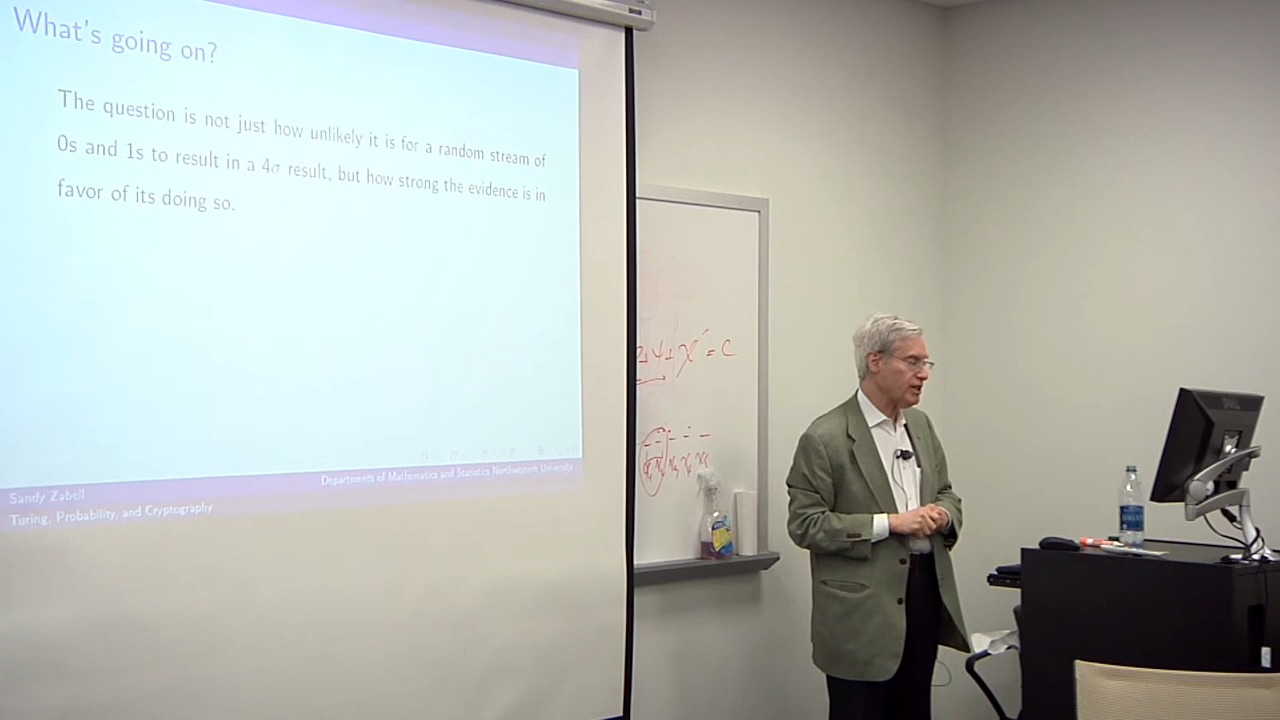 What's going on?
The question is not just how unlikely it is for a random stream of
0s and 1s to result in a 4σ result, but how strong the evidence is in
favor of its doing so.
Departments of Mathematics and Statistics Northwestern University
Sandy Zabell
Turing, Probability, and Cryptography
= C
DELL